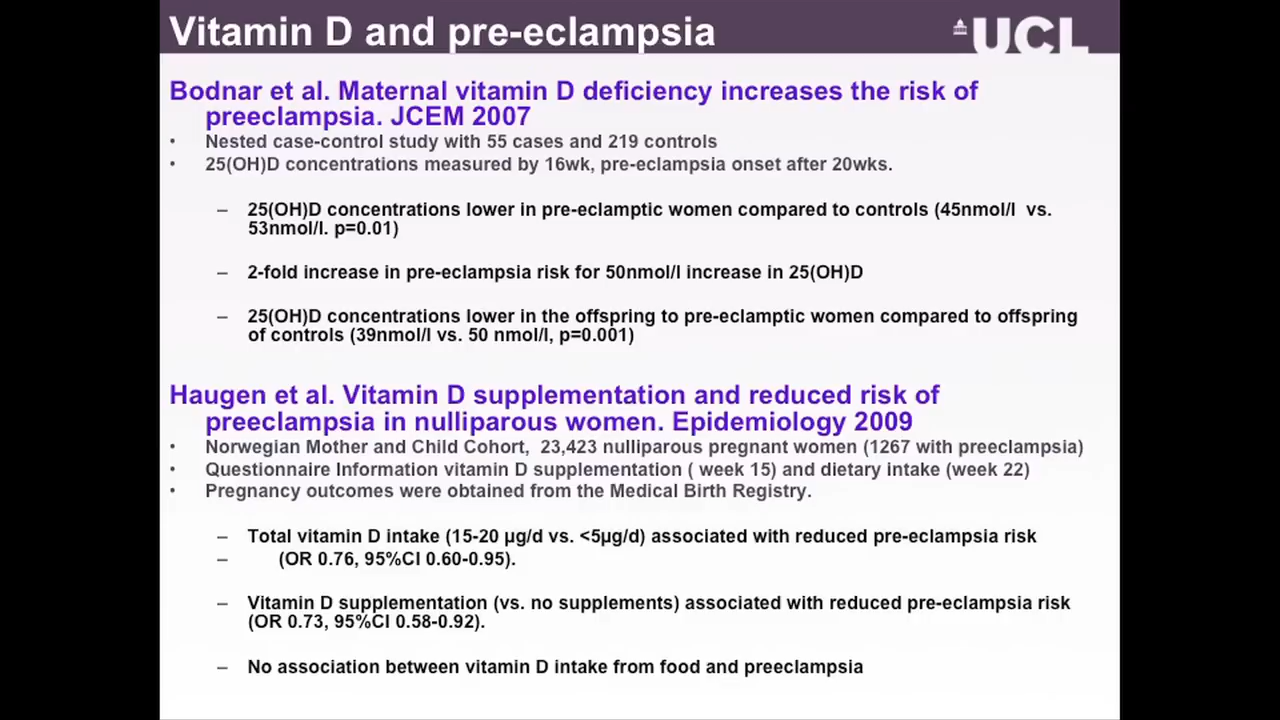 Vitamin D and pre-eclampsia
UCL
Bodnar et al. Maternal vitamin D deficiency increases the risk of
preeclampsia. JCEM 2007
• Nested case-control study with 55 cases and 219 controls
• 25(OH)D concentrations measured by 16wk, pre-eclampsia onset after 20wks.
– 25(OH)D concentrations lower in pre-eclamptic women compared to controls (45nmol/l vs.
53nmol/l. p=0.01)
– 2-fold increase in pre-eclampsia risk for 50nmol/l increase in 25(OH)D
– 25(OH)D concentrations lower in the offspring to pre-eclamptic women compared to offspring
of controls (39nmol/l vs. 50 nmol/l, p=0.001)
Haugen et al. Vitamin D supplementation and reduced risk of
preeclampsia in nulliparous women. Epidemiology 2009
• Norwegian Mother and Child Cohort, 23,423 nulliparous pregnant women (1267 with preeclampsia)
• Questionnaire Information vitamin D supplementation ( week 15) and dietary intake (week 22)
• Pregnancy outcomes were obtained from the Medical Birth Registry.
– Total vitamin D intake (15-20 µg/d vs. <5µg/d) associated with reduced pre-eclampsia risk
– (OR 0.76, 95%CI 0.60-0.95).
– Vitamin D supplementation (vs. no supplements) associated with reduced pre-eclampsia risk
(OR 0.73, 95%CI 0.58-0.92).
– No association between vitamin D intake from food and preeclampsia